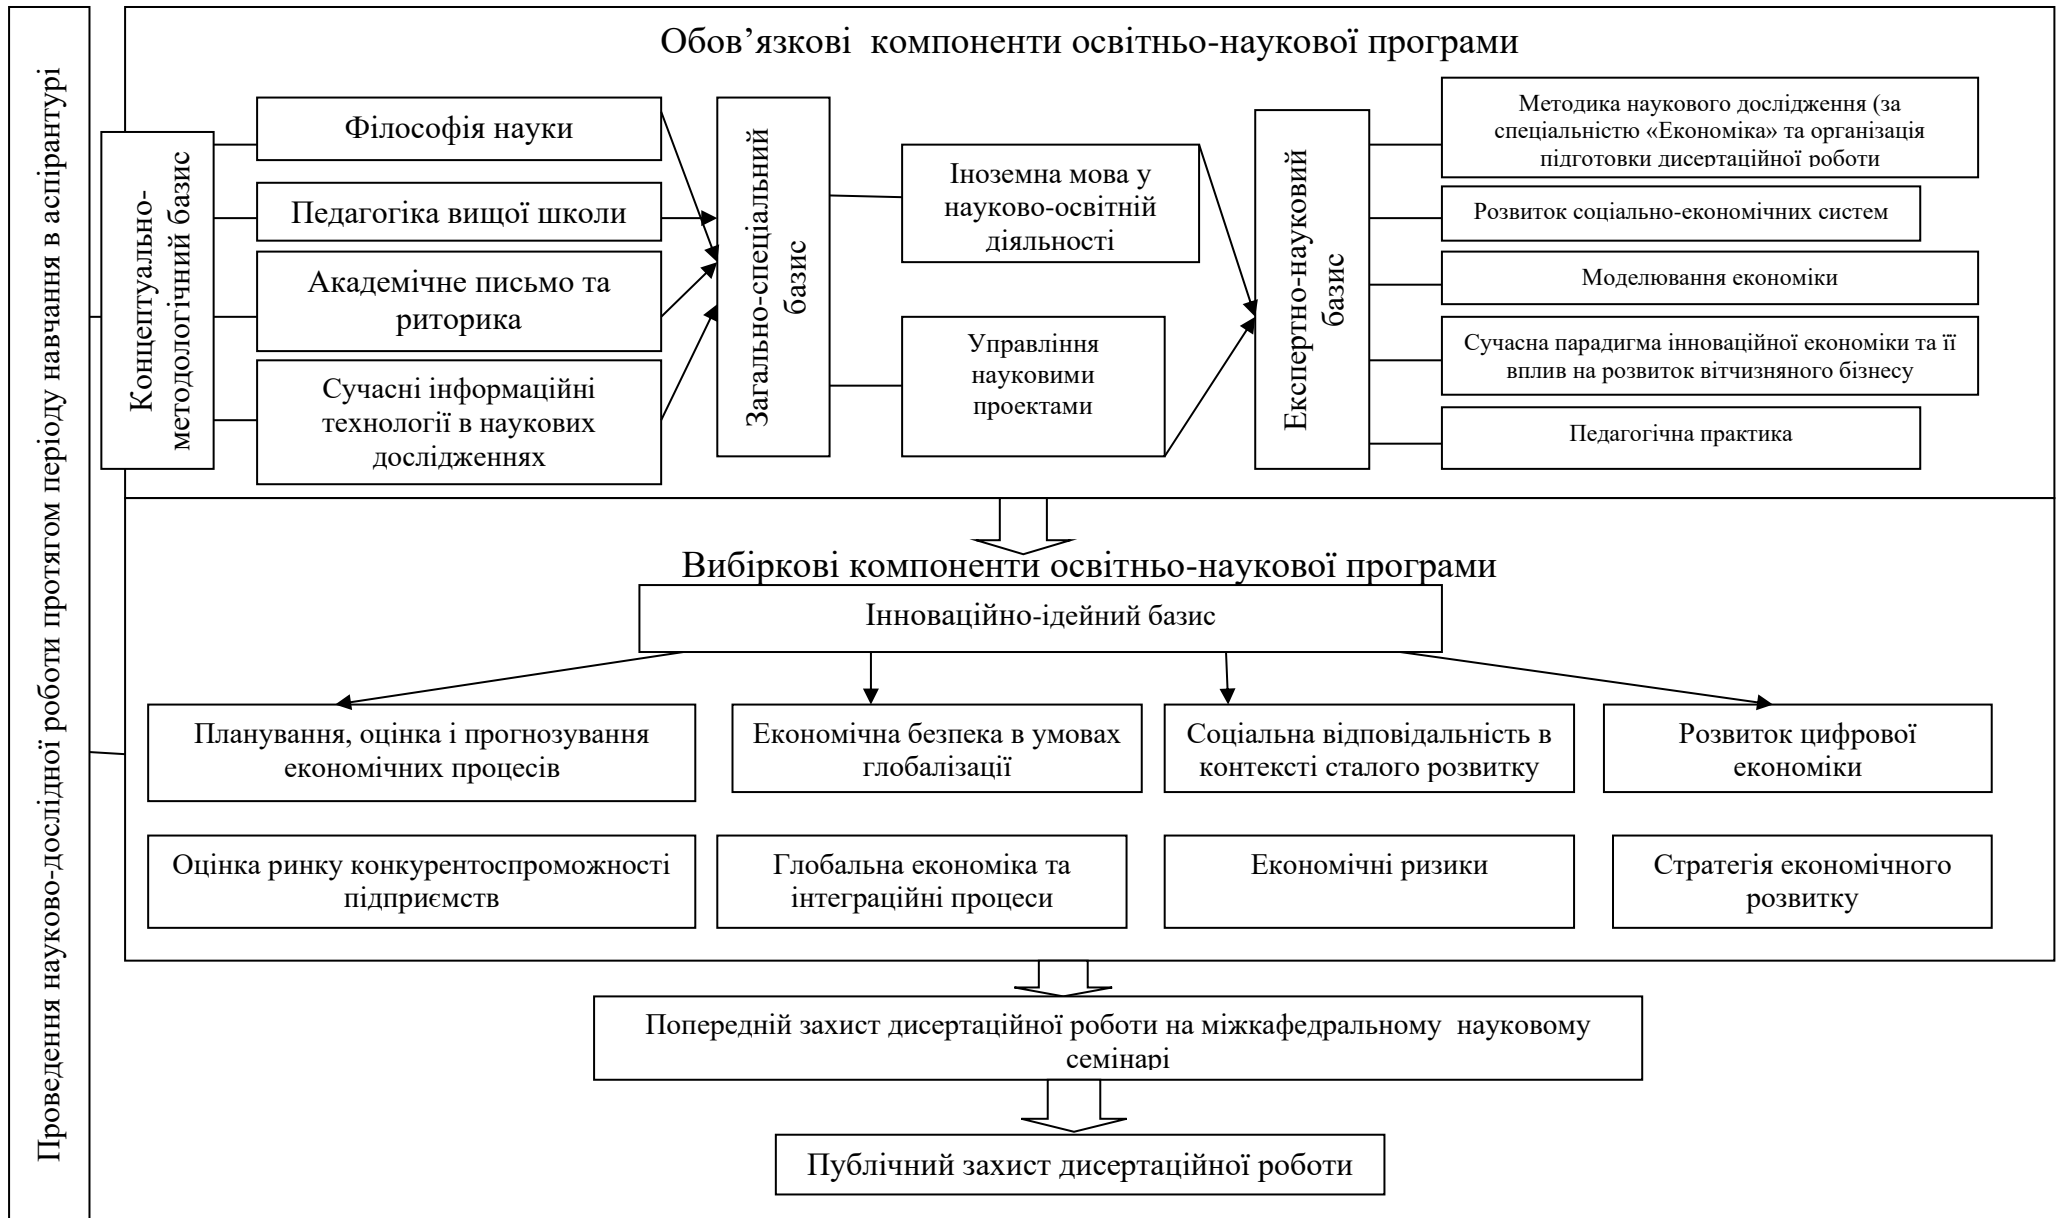 Проведення науково-дослідної роботи протягом періоду навчання в аспірантурі
Обов’язкові компоненти освітньо-наукової програми
Концептуально-
методологічний базис
Філософія науки
Педагогіка вищої школи
Академічне письмо та
риторика
Сучасні інформаційні
технології в наукових
дослідженнях
Загально-спеціальний
базис
Іноземна мова у
науково-освітній
діяльності
Управління
науковими
проектами
Експертно-науковий
базис
Методика наукового дослідження (за
спеціальністю «Економіка» та організація
підготовки дисертаційної роботи
Розвиток соціально-економічних систем
Моделювання економіки
Сучасна парадигма інноваційної економіки та її
вплив на розвиток вітчизняного бізнесу
Педагогічна практика
Вибіркові компоненти освітньо-наукової програми
Інноваційно-ідейний базис
Планування, оцінка і прогнозування
економічних процесів
Економічна безпека в умовах
глобалізації
Соціальна відповідальність в
контексті сталого розвитку
Розвиток цифрової
економіки
Оцінка ринку конкурентоспроможності
підприємств
Глобальна економіка та
інтеграційні процеси
Економічні ризики
Стратегія економічного
розвитку
Попередній захист дисертаційної роботи на міжкафедральному науковому
семінарі
Публічний захист дисертаційної роботи